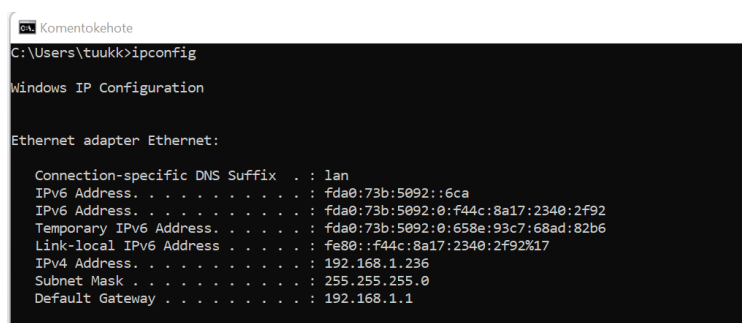 Komentokehote
C:\Users\tuukk>ipconfig
Windows IP Configuration
Ethernet adapter Ethernet:
Connection-specific DNS Suffix . : lan
IPv6 Address. . . . . . . . . . . : fda0:73b:5092::6ca
IPv6 Address. . . . . . . . . . . : fda0:73b:5092:0:f44c:8a17:2340:2f92
Temporary IPv6 Address. . . . . . : fda0:73b:5092:0:658e:93c7:68ad:82b6
Link-local IPv6 Address . . . . . : fe80::f44c:8a17:2340:2f92%17
IPv4 Address. . . . . . . . . . . : 192.168.1.236
Subnet Mask . . . . . . . . . . . : 255.255.255.0
Default Gateway . . . . . . . . . : 192.168.1.1